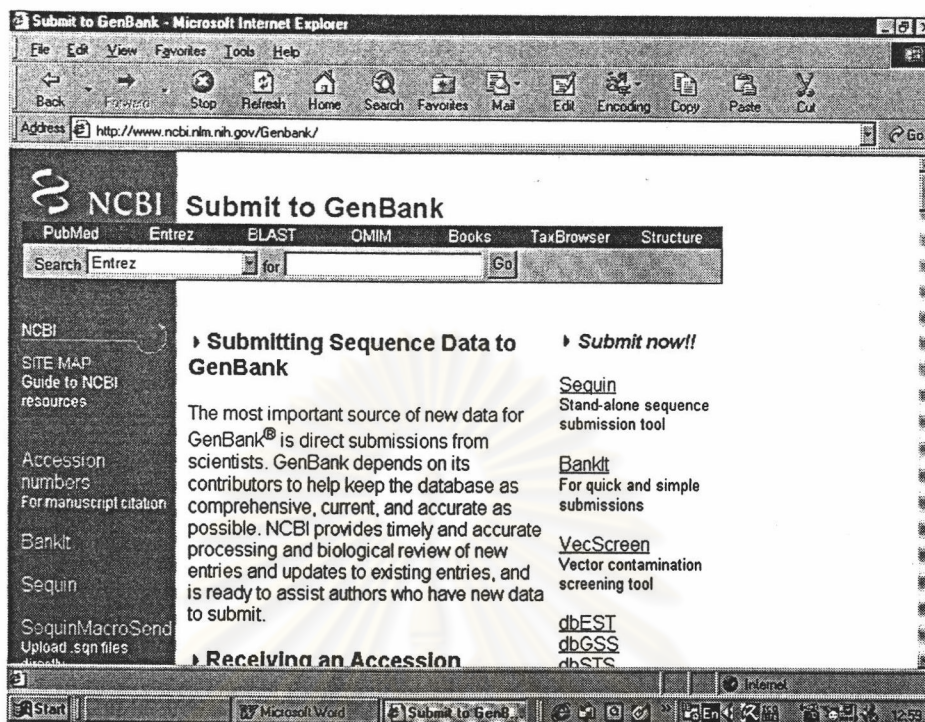 Submit to GenBank - Microsoft Internet Explorer
File Edit View Favorites Tools Help
Back Forward Stop Refresh Home Search Favorites Mail Edit Encoding Copy Paste Cut
Address http://www.ncbi.nlm.nih.gov/Genbank/ Go
NCBI Submit to GenBank
PubMed Entrez BLAST OMIM Books TaxBrowser Structure
Search Entrez for Go
NCBI
SITE MAP
Guide to NCBI
resources
Accession
numbers
For manuscript citation
BankIt
Sequin
SequinMacroSend
Upload .sqn files
directly
Submitting Sequence Data to
GenBank
The most important source of new data for
GenBank® is direct submissions from
scientists. GenBank depends on its
contributors to help keep the database as
comprehensive, current, and accurate as
possible. NCBI provides timely and accurate
processing and biological review of new
entries and updates to existing entries, and
is ready to assist authors who have new data
to submit.
Receiving an Accession
Submit now!!
Sequin
Stand-alone sequence
submission tool
BankIt
For quick and simple
submissions
VecScreen
Vector contamination
screening tool
dbEST
dbGSS
dbSTS
Internet
Start Microsoft Word Submit to GenB... » En 12:59